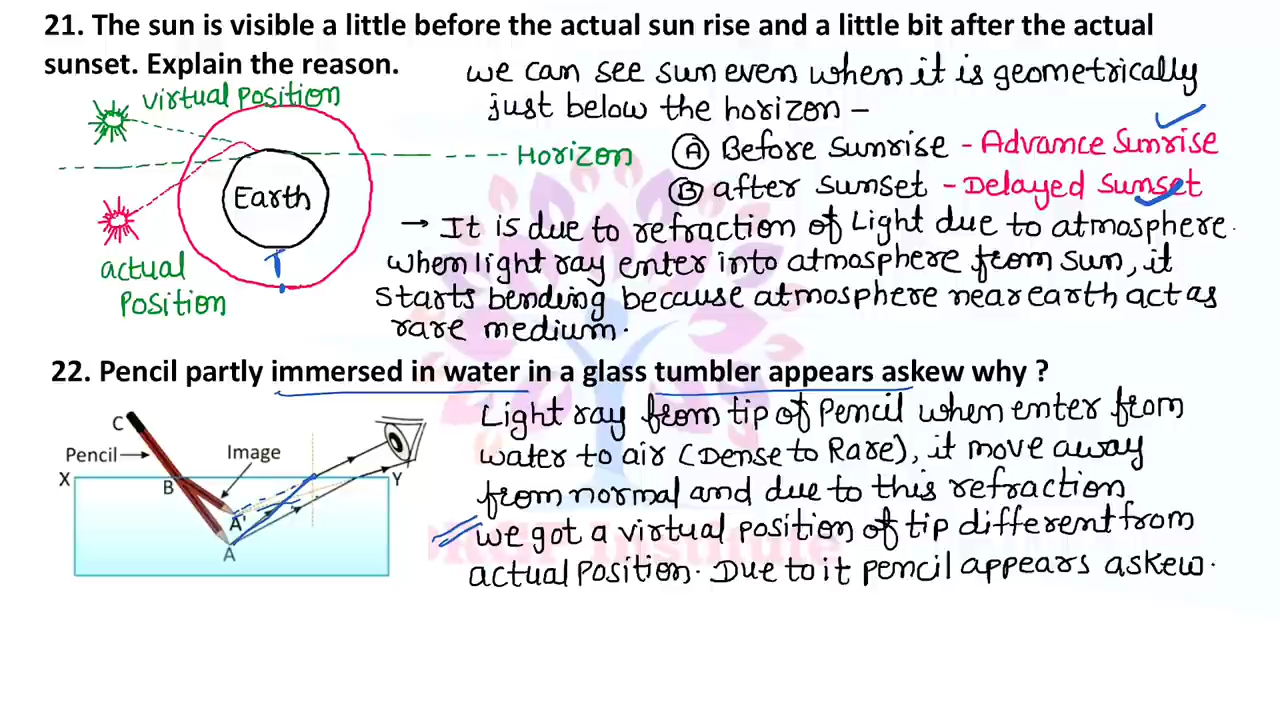 21. The sun is visible a little before the actual sun rise and a little bit after the actual
sunset. Explain the reason.
we can see sun even when it is geometrically
just below the horizon –
virtual position
Horizon
Earth
actual
position
(A) Before sunrise - Advance Sunrise
(B) after sunset - Delayed Sunset
→ It is due to refraction of Light due to atmosphere.
when light ray enter into atmosphere from sun, it
starts bending because atmosphere near earth act as
rare medium.
22. Pencil partly immersed in water in a glass tumbler appears askew why ?
C
Pencil
Image
X
B
Y
A'
A
Light ray from tip of pencil when enter from
water to air (Dense to Rare), it move away
from normal and due to this refraction
we got a virtual position of tip different from
actual position. Due to it pencil appears askew.
Institute